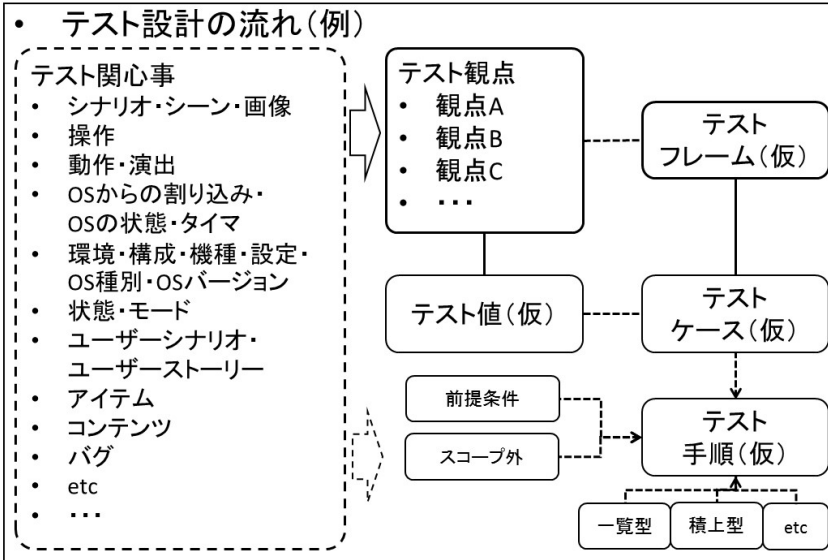 • テスト設計の流れ(例)
テスト関心事
• シナリオ・シーン・画像
• 操作
• 動作・演出
• OSからの割り込み・
OSの状態・タイマ
• 環境・構成・機種・設定・
OS種別・OSバージョン
• 状態・モード
• ユーザーシナリオ・
ユーザーストーリー
• アイテム
• コンテンツ
• バグ
• etc
• ・・・
テスト観点
• 観点A
• 観点B
• 観点C
• ・・・
テスト
フレーム(仮)
テスト値(仮)
テスト
ケース(仮)
前提条件
スコープ外
テスト
手順(仮)
一覧型
積上型
etc